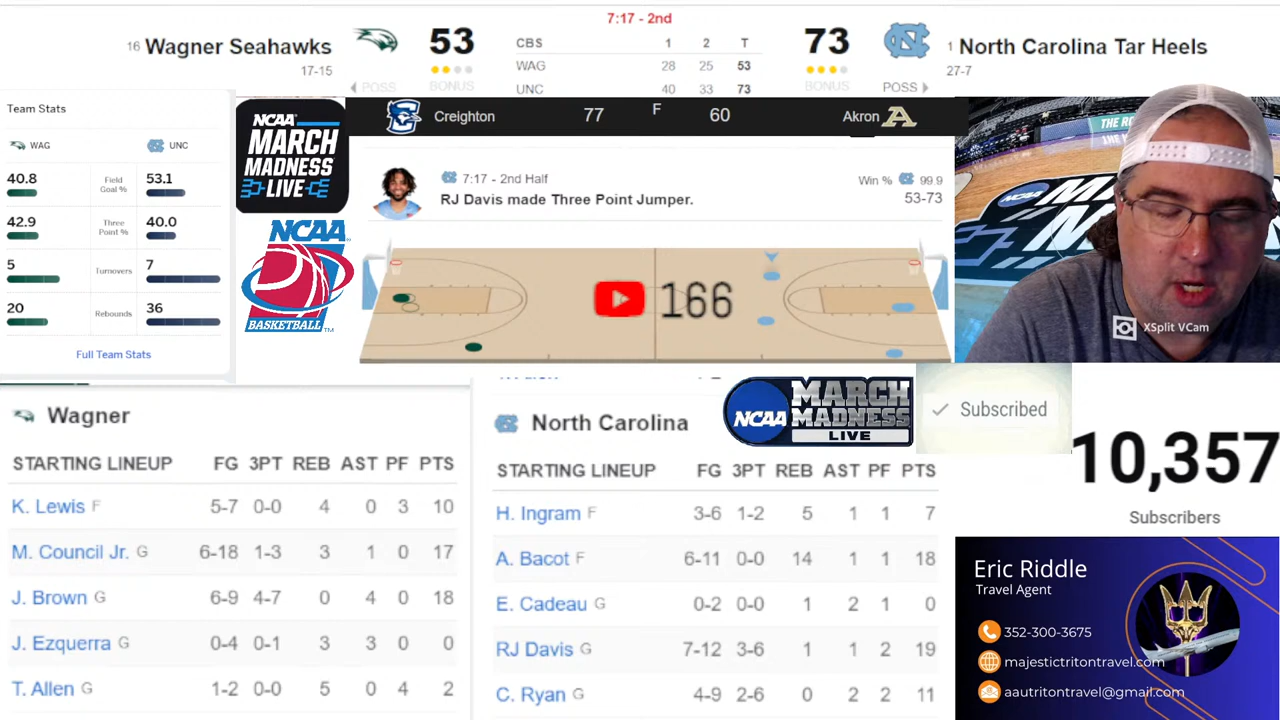 7:17 - 2nd
16 Wagner Seahawks
17-15
53
BONUS
POSS
CBS 1 2 T
WAG 28 25 53
UNC 40 33 73
73
BONUS
1 North Carolina Tar Heels
27-7
POSS
Team Stats
WAG UNC
40.8 Field Goal % 53.1
42.9 Three Point % 40.0
5 Turnovers 7
20 Rebounds 36
Full Team Stats
NCAA
MARCH
MADNESS
LIVE
NCAA
BASKETBALL
TM
Creighton 77 F 60 Akron
7:17 - 2nd Half
RJ Davis made Three Point Jumper.
Win % 99.9
53-73
166
THE RO
XSplit VCam
Wagner
STARTING LINEUP FG 3PT REB AST PF PTS
K. Lewis F 5-7 0-0 4 0 3 10
M. Council Jr. G 6-18 1-3 3 1 0 17
J. Brown G 6-9 4-7 0 4 0 18
J. Ezquerra G 0-4 0-1 3 3 0 0
T. Allen G 1-2 0-0 5 0 4 2
North Carolina
STARTING LINEUP FG 3PT REB AST PF PTS
H. Ingram F 3-6 1-2 5 1 1 7
A. Bacot F 6-11 0-0 14 1 1 18
E. Cadeau G 0-2 0-0 1 2 1 0
RJ Davis G 7-12 3-6 1 1 2 19
C. Ryan G 4-9 2-6 0 2 2 11
NCAA
MARCH
MADNESS
LIVE
Subscribed
10,357
Subscribers
Eric Riddle
Travel Agent
352-300-3675
majestictritontravel.com
aautritontravel@gmail.com